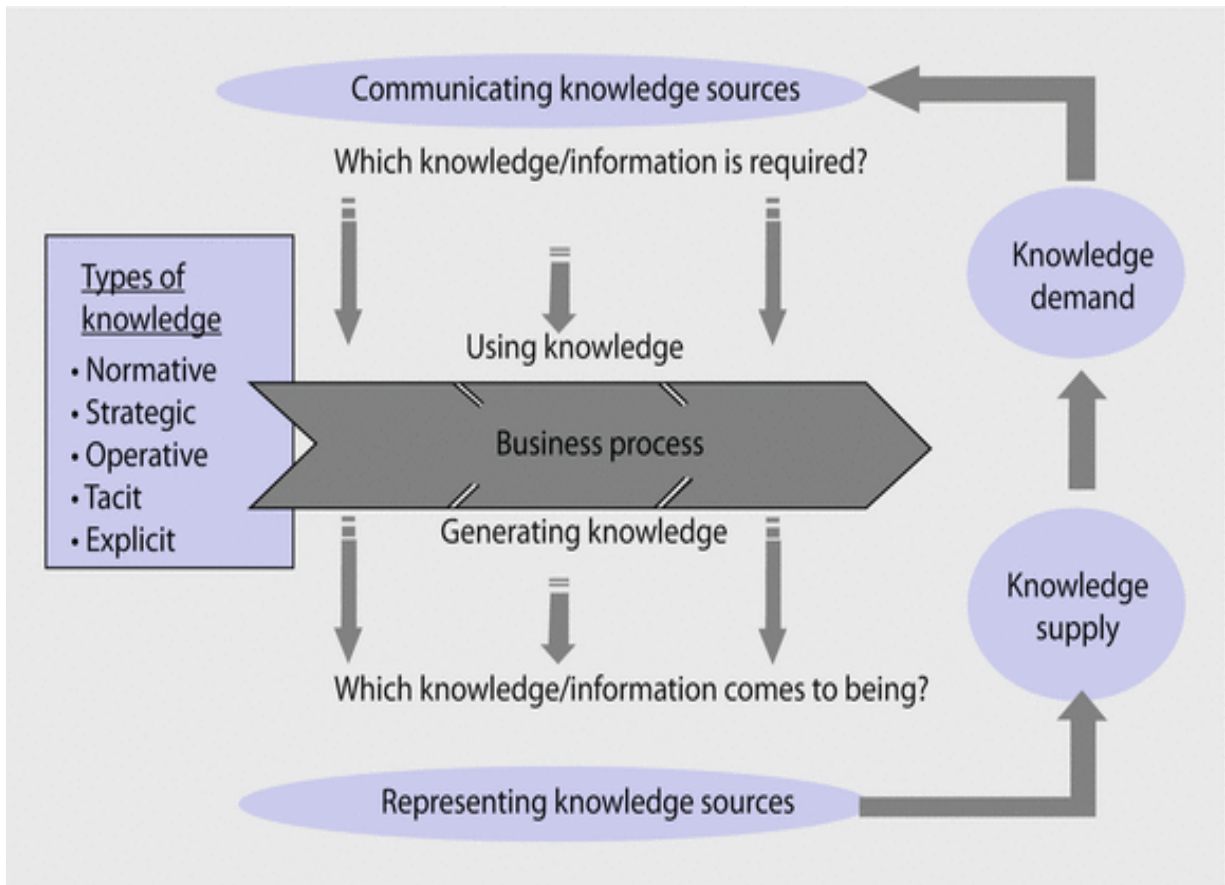 Communicating knowledge sources
Which knowledge/information is required?
Types of
knowledge
• Normative
• Strategic
• Operative
• Tacit
• Explicit
Using knowledge
Business process
Generating knowledge
Which knowledge/information comes to being?
Representing knowledge sources
Knowledge
demand
Knowledge
supply